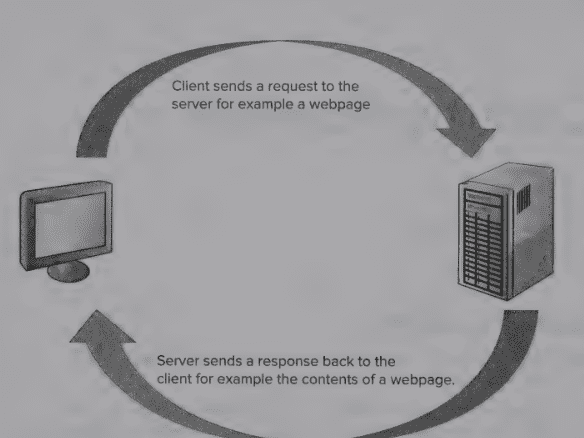 Client sends a request to the
server for example a webpage
Server sends a response back to the
client for example the contents of a webpage.